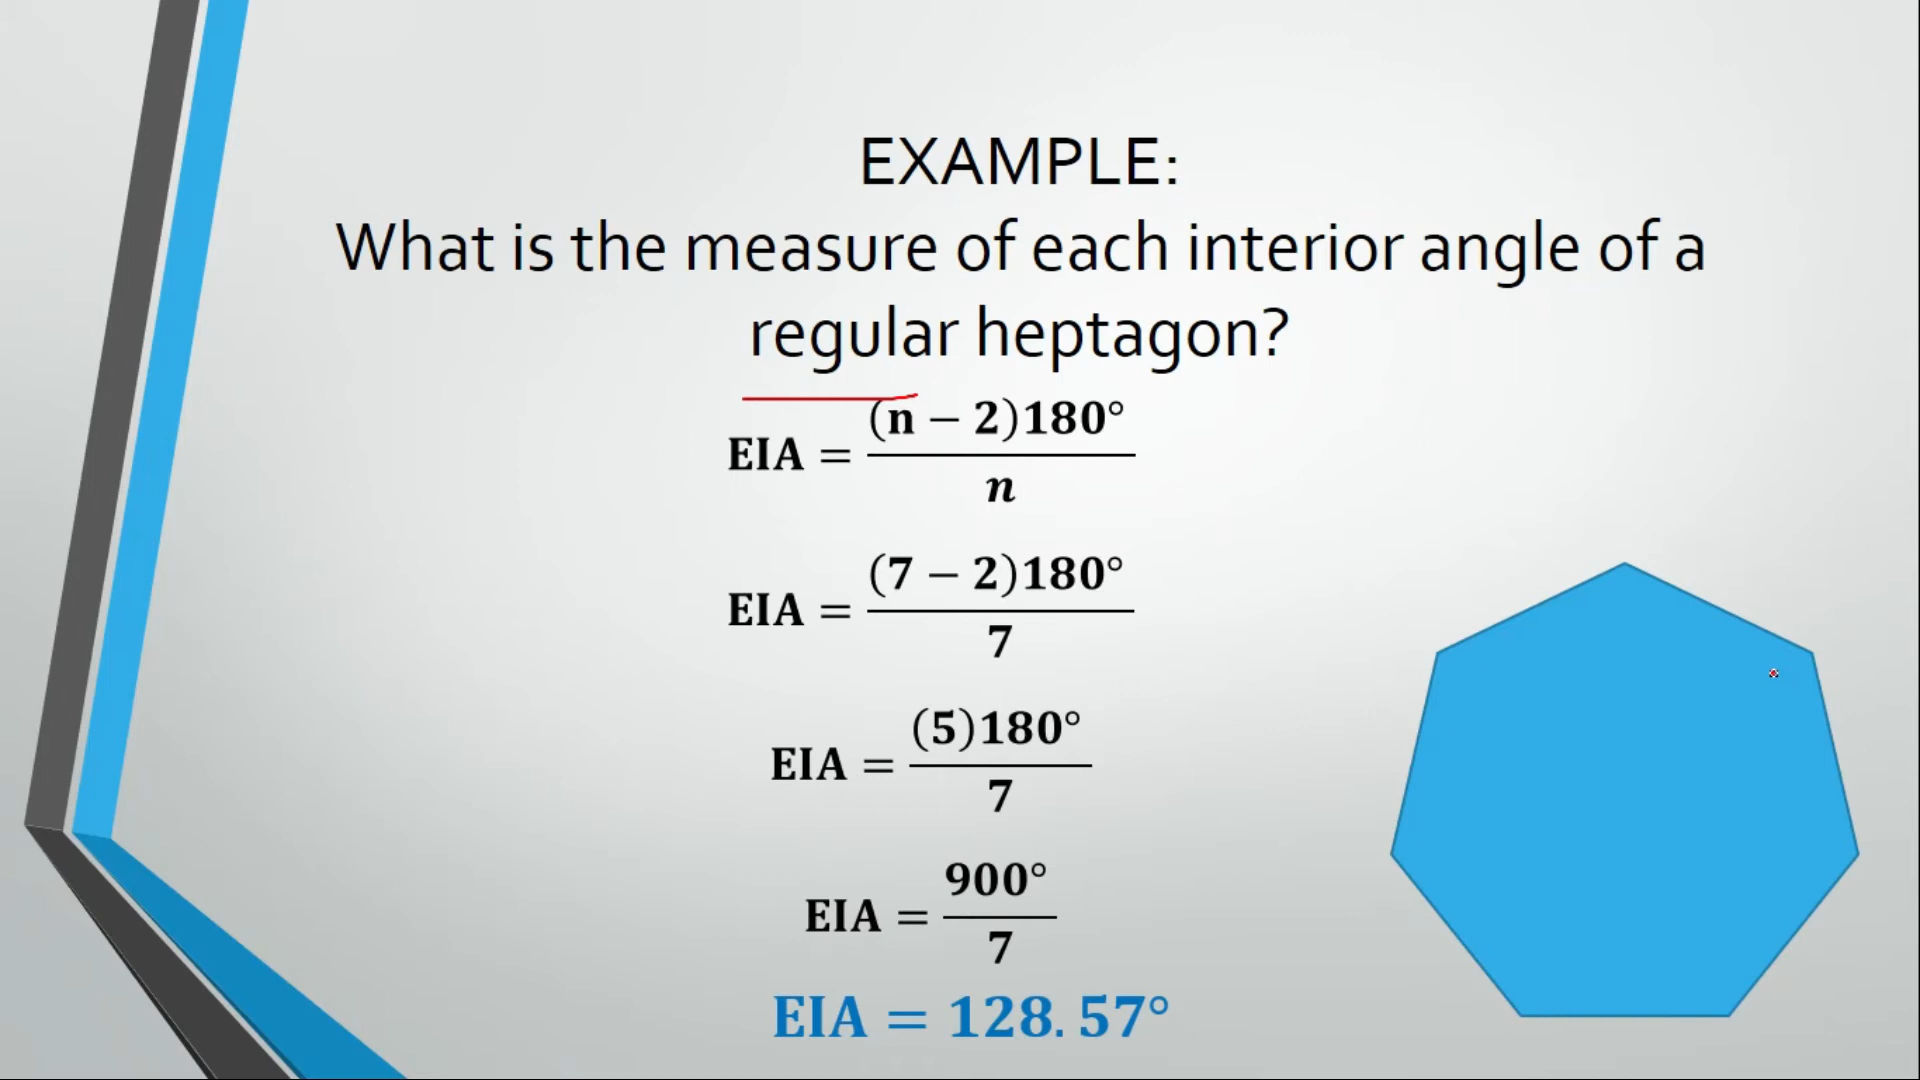 EXAMPLE:
What is the measure of each interior angle of a
regular heptagon?
EIA = (n − 2)180° / n
EIA = (7 − 2)180° / 7
EIA = (5)180° / 7
EIA = 900° / 7
EIA = 128.57°